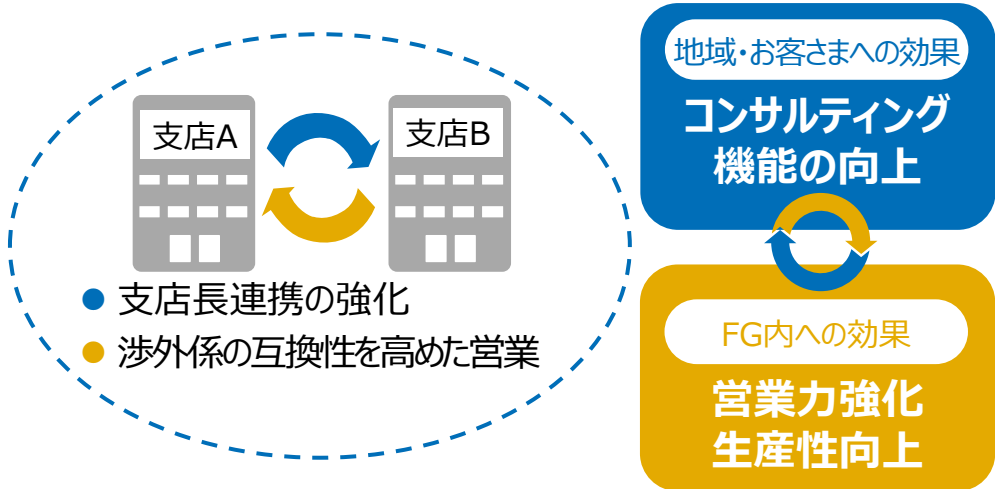 支店A
支店B
● 支店長連携の強化
● 渉外係の互換性を高めた営業
地域・お客さまへの効果
コンサルティング
機能の向上
FG内への効果
営業力強化
生産性向上